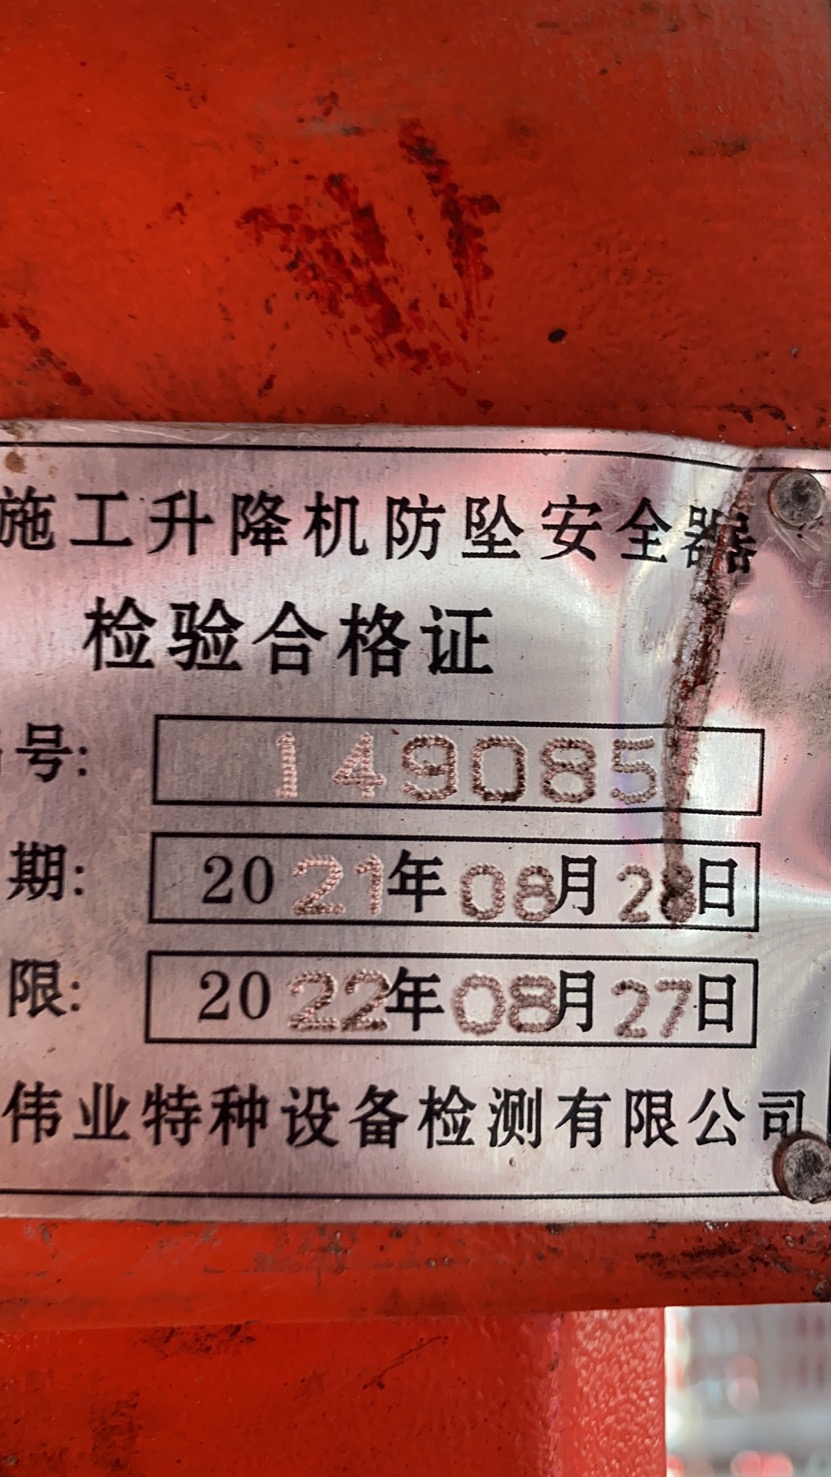 施工升降机防坠安全器
检验合格证
号: 149085
期: 2021年08月28日
限: 2022年08月27日
伟业特种设备检测有限公司